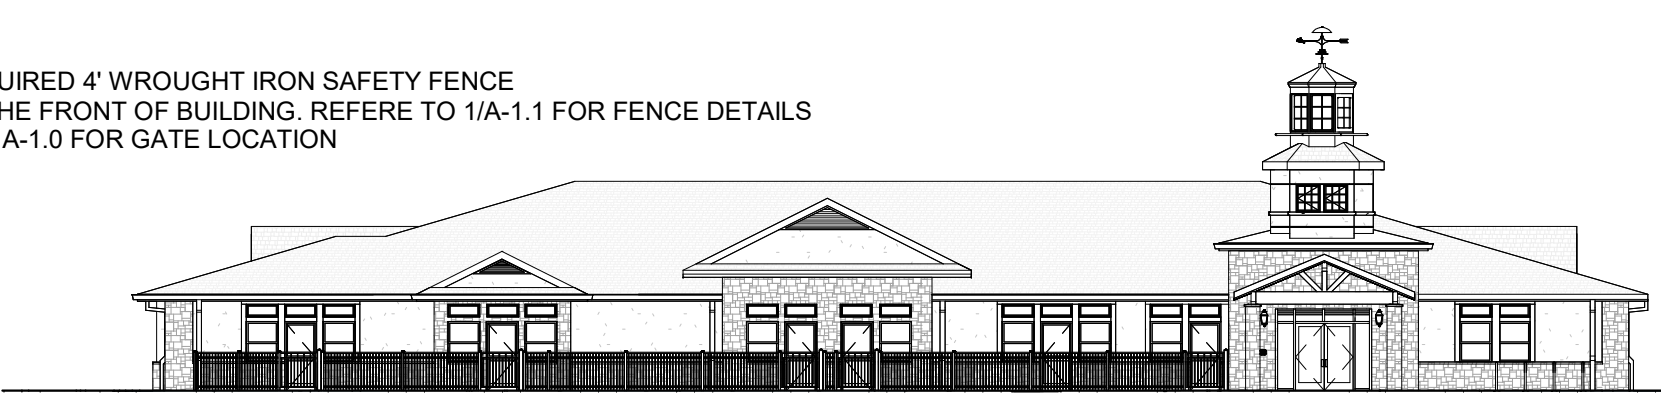 UIRED 4' WROUGHT IRON SAFETY FENCE
HE FRONT OF BUILDING. REFERE TO 1/A-1.1 FOR FENCE DETAILS
A-1.0 FOR GATE LOCATION